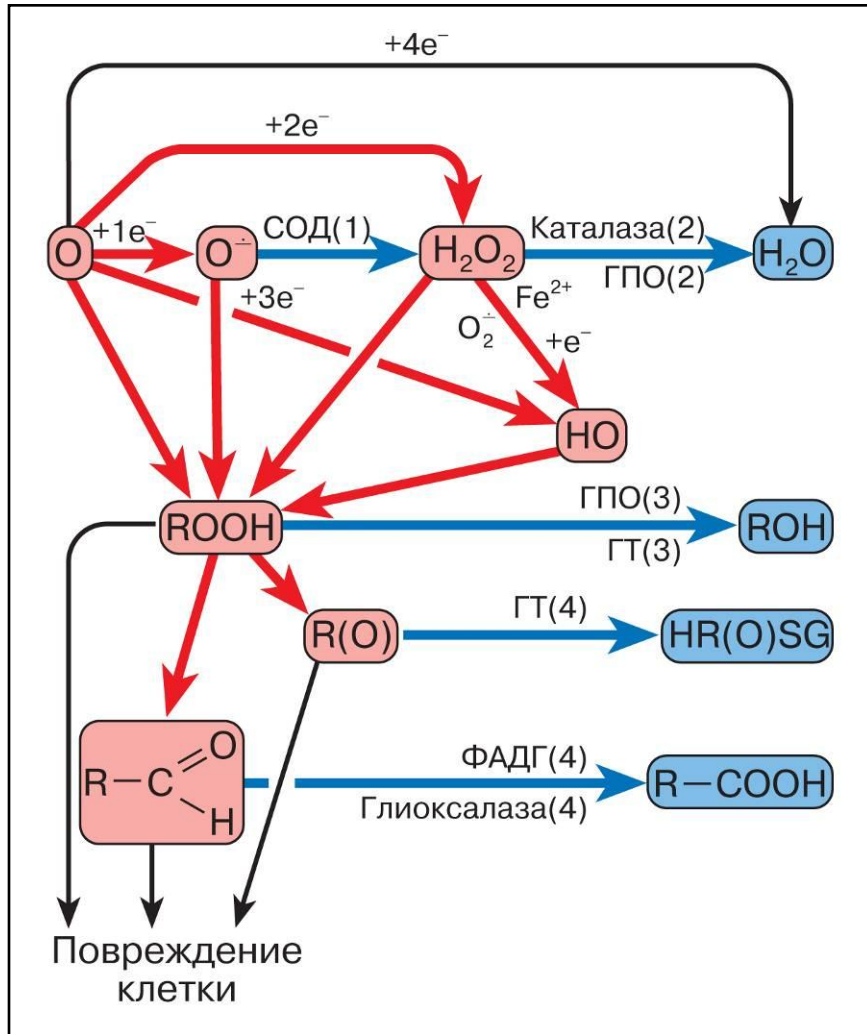 +4e⁻
+2e⁻
O
+1e⁻
O∸
СОД(1)
H₂O₂
Каталаза(2)
ГПО(2)
H₂O
+3e⁻
Fe²⁺
O₂∸
+e⁻
HO
ROOH
ГПО(3)
ГТ(3)
ROH
R(O)
ГТ(4)
HR(O)SG
R–C
O
H
ФАДГ(4)
Глиоксалаза(4)
R–COOH
Повреждение
клетки